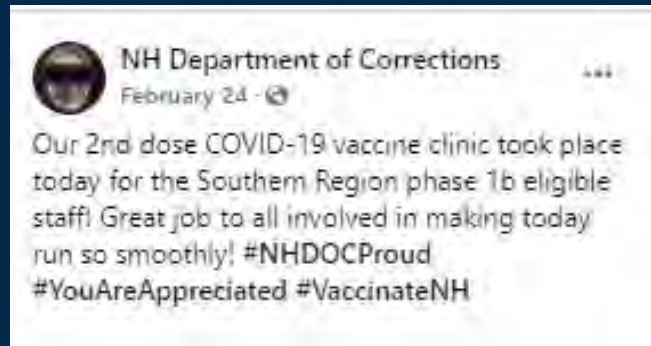 NH Department of Corrections
February 24 ·
Our 2nd dose COVID-19 vaccine clinic took place
today for the Southern Region phase 1b eligible
staff! Great job to all involved in making today
run so smoothly! #NHDOCProud
#YouAreAppreciated #VaccinateNH